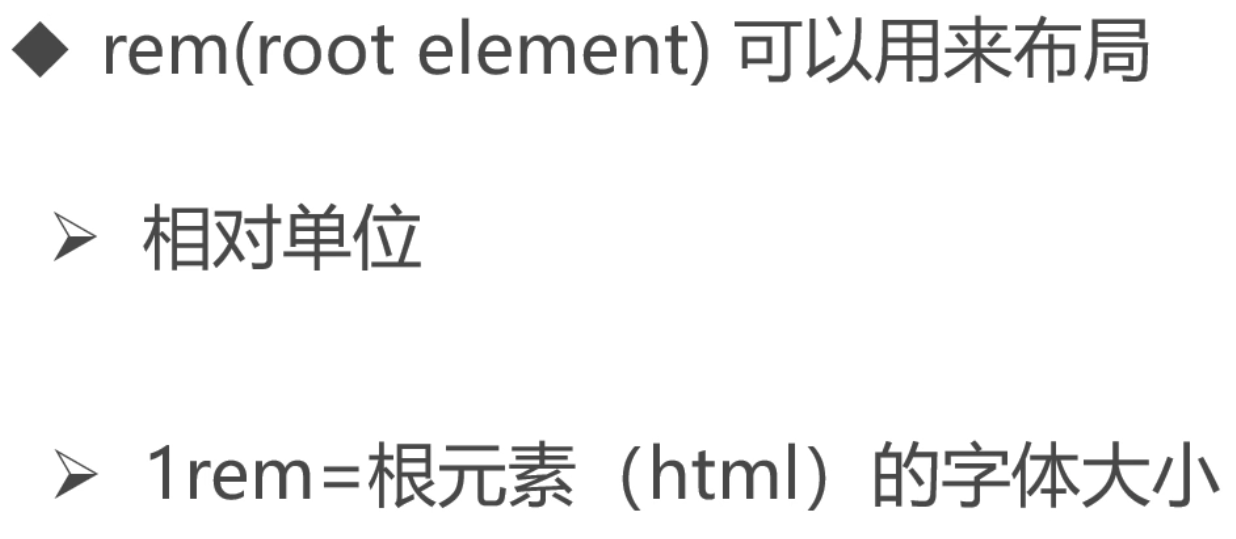 ◆ rem(root element) 可以用来布局
➢ 相对单位
➢ 1rem=根元素（html）的字体大小